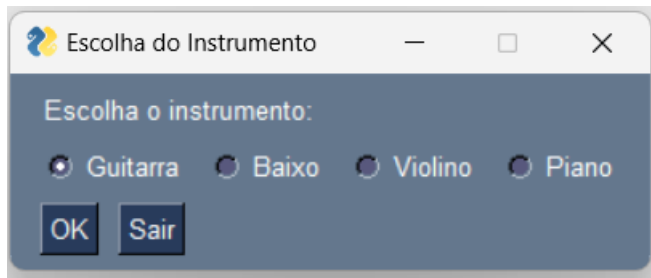 Escolha do Instrumento
Escolha o instrumento:
Guitarra Baixo Violino Piano
OK Sair